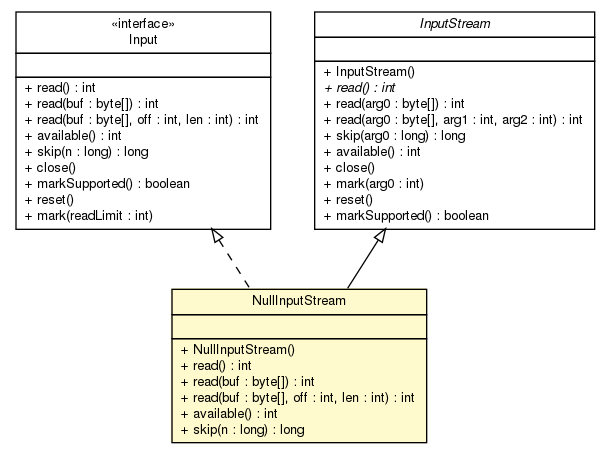 «interface»
Input
+ read() : int
+ read(buf : byte[]) : int
+ read(buf : byte[], off : int, len : int) : int
+ available() : int
+ skip(n : long) : long
+ close()
+ markSupported() : boolean
+ reset()
+ mark(readLimit : int)
InputStream
+ InputStream()
+ read() : int
+ read(arg0 : byte[]) : int
+ read(arg0 : byte[], arg1 : int, arg2 : int) : int
+ skip(arg0 : long) : long
+ available() : int
+ close()
+ mark(arg0 : int)
+ reset()
+ markSupported() : boolean
NullInputStream
+ NullInputStream()
+ read() : int
+ read(buf : byte[]) : int
+ read(buf : byte[], off : int, len : int) : int
+ available() : int
+ skip(n : long) : long